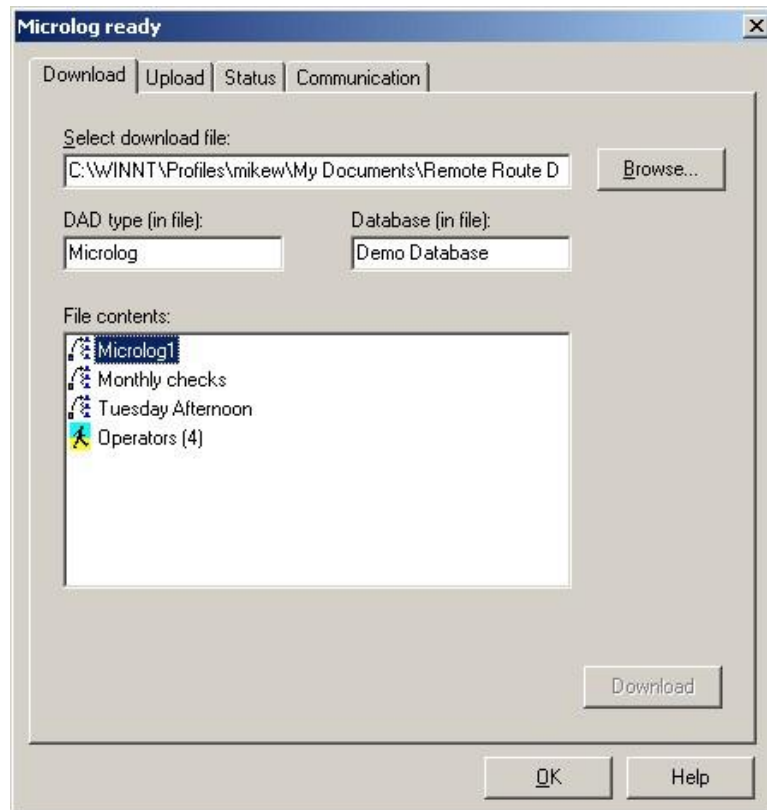 Microlog ready
Download Upload Status Communication
Select download file:
C:\WINNT\Profiles\mikew\My Documents\Remote Route D
Browse...
DAD type (in file): Database (in file):
Microlog Demo Database
File contents:
Microlog1
Monthly checks
Tuesday Afternoon
Operators (4)
Download
OK Help